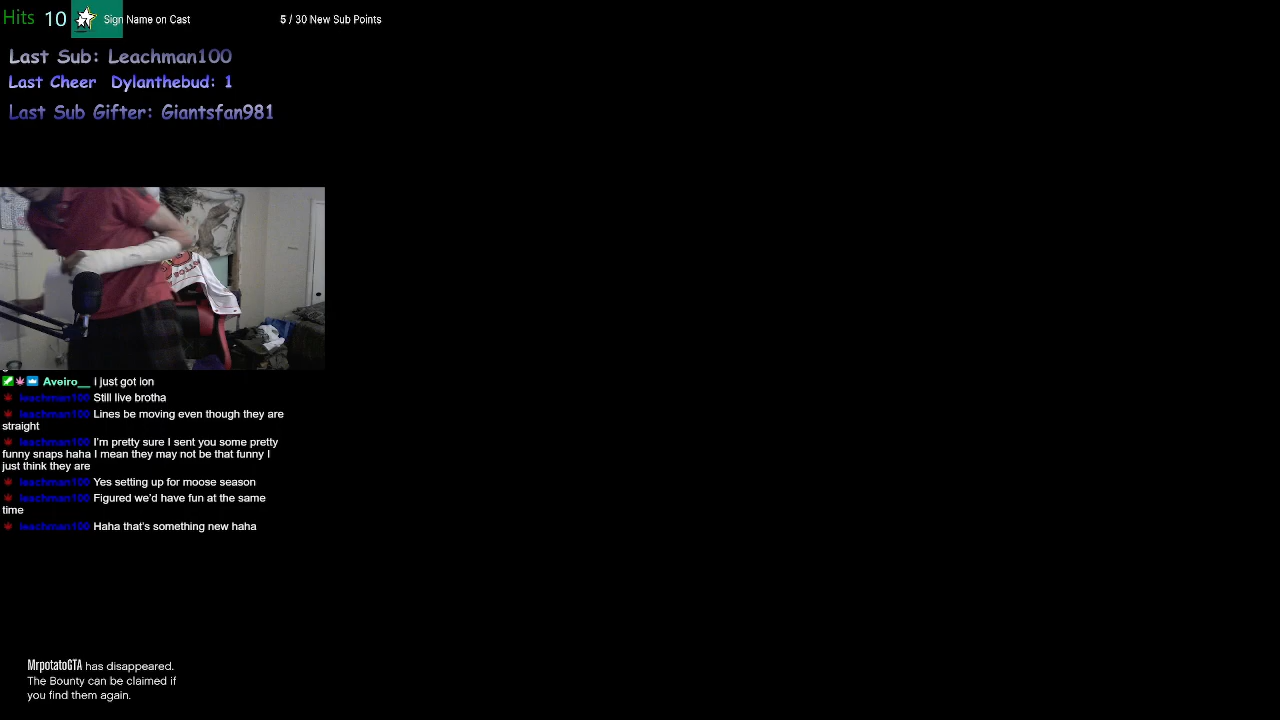 Hits 10 Sign Name on Cast 5 / 30 New Sub Points
Last Sub: Leachman100
Last Cheer Dylanthebud: 1
Last Sub Gifter: Giantsfan981
Aveiro__ I just got ion
leachman100 Still live brotha
leachman100 Lines be moving even though they are
straight
leachman100 I'm pretty sure I sent you some pretty
funny snaps haha I mean they may not be that funny I
just think they are
leachman100 Yes setting up for moose season
leachman100 Figured we'd have fun at the same
time
leachman100 Haha that's something new haha
MrpotatoGTA has disappeared.
The Bounty can be claimed if
you find them again.